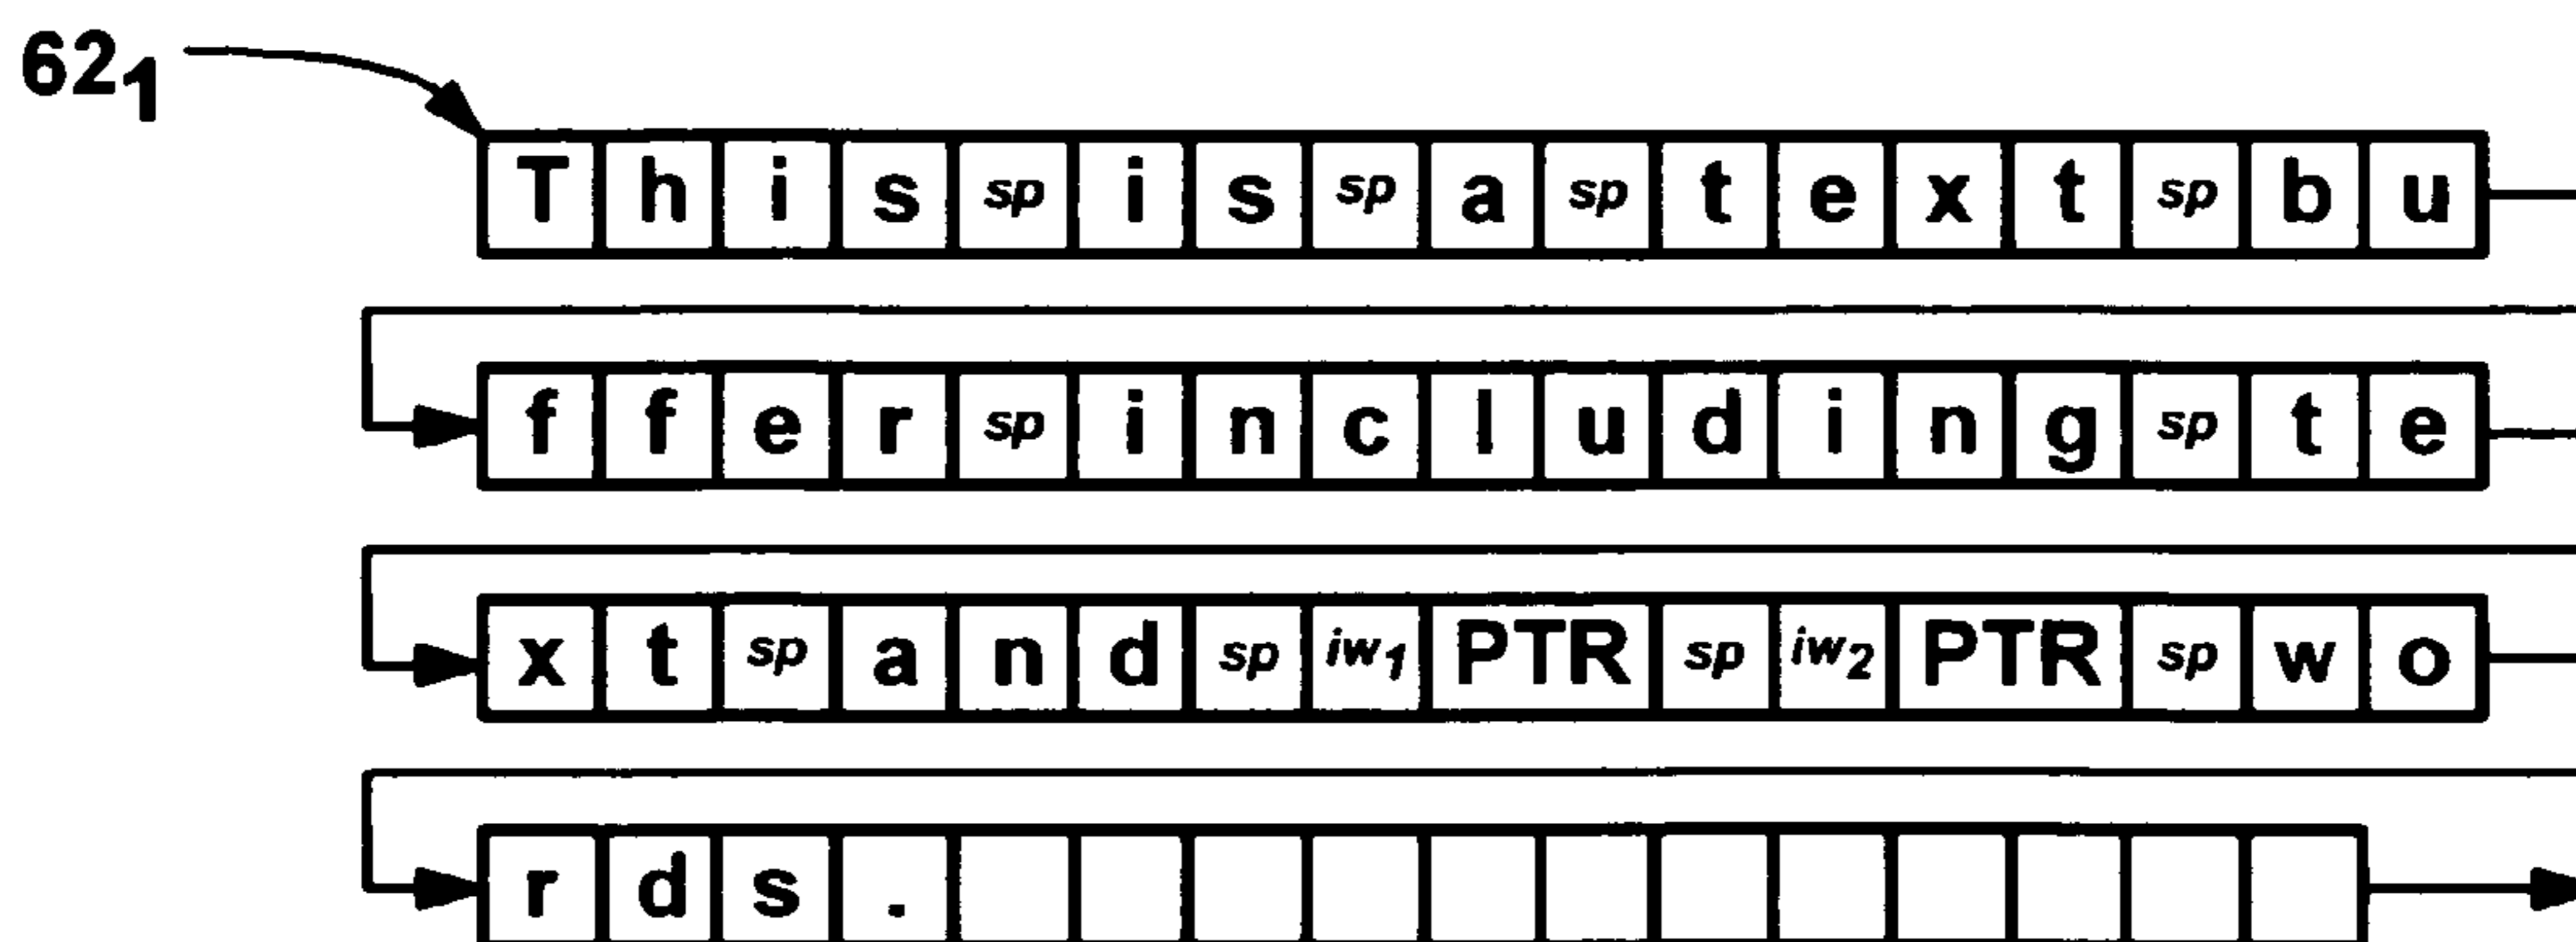 62₁
T h i s sp i s sp a sp t e x t sp b u
f f e r sp i n c l u d i n g sp t e
x t sp a n d sp iw₁ PTR sp iw₂ PTR sp w o
r d s .